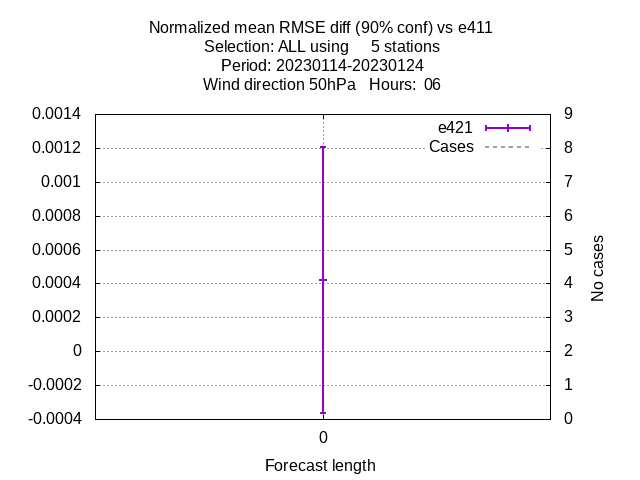 Normalized mean RMSE diff (90% conf) vs e411
Selection: ALL using     5 stations
Period: 20230114-20230124
Wind direction 50hPa   Hours:  06
e421
Cases
0.0014
0.0012
0.001
0.0008
0.0006
0.0004
0.0002
0
-0.0002
-0.0004
9
8
7
6
5
4
3
2
1
0
No cases
0
Forecast length